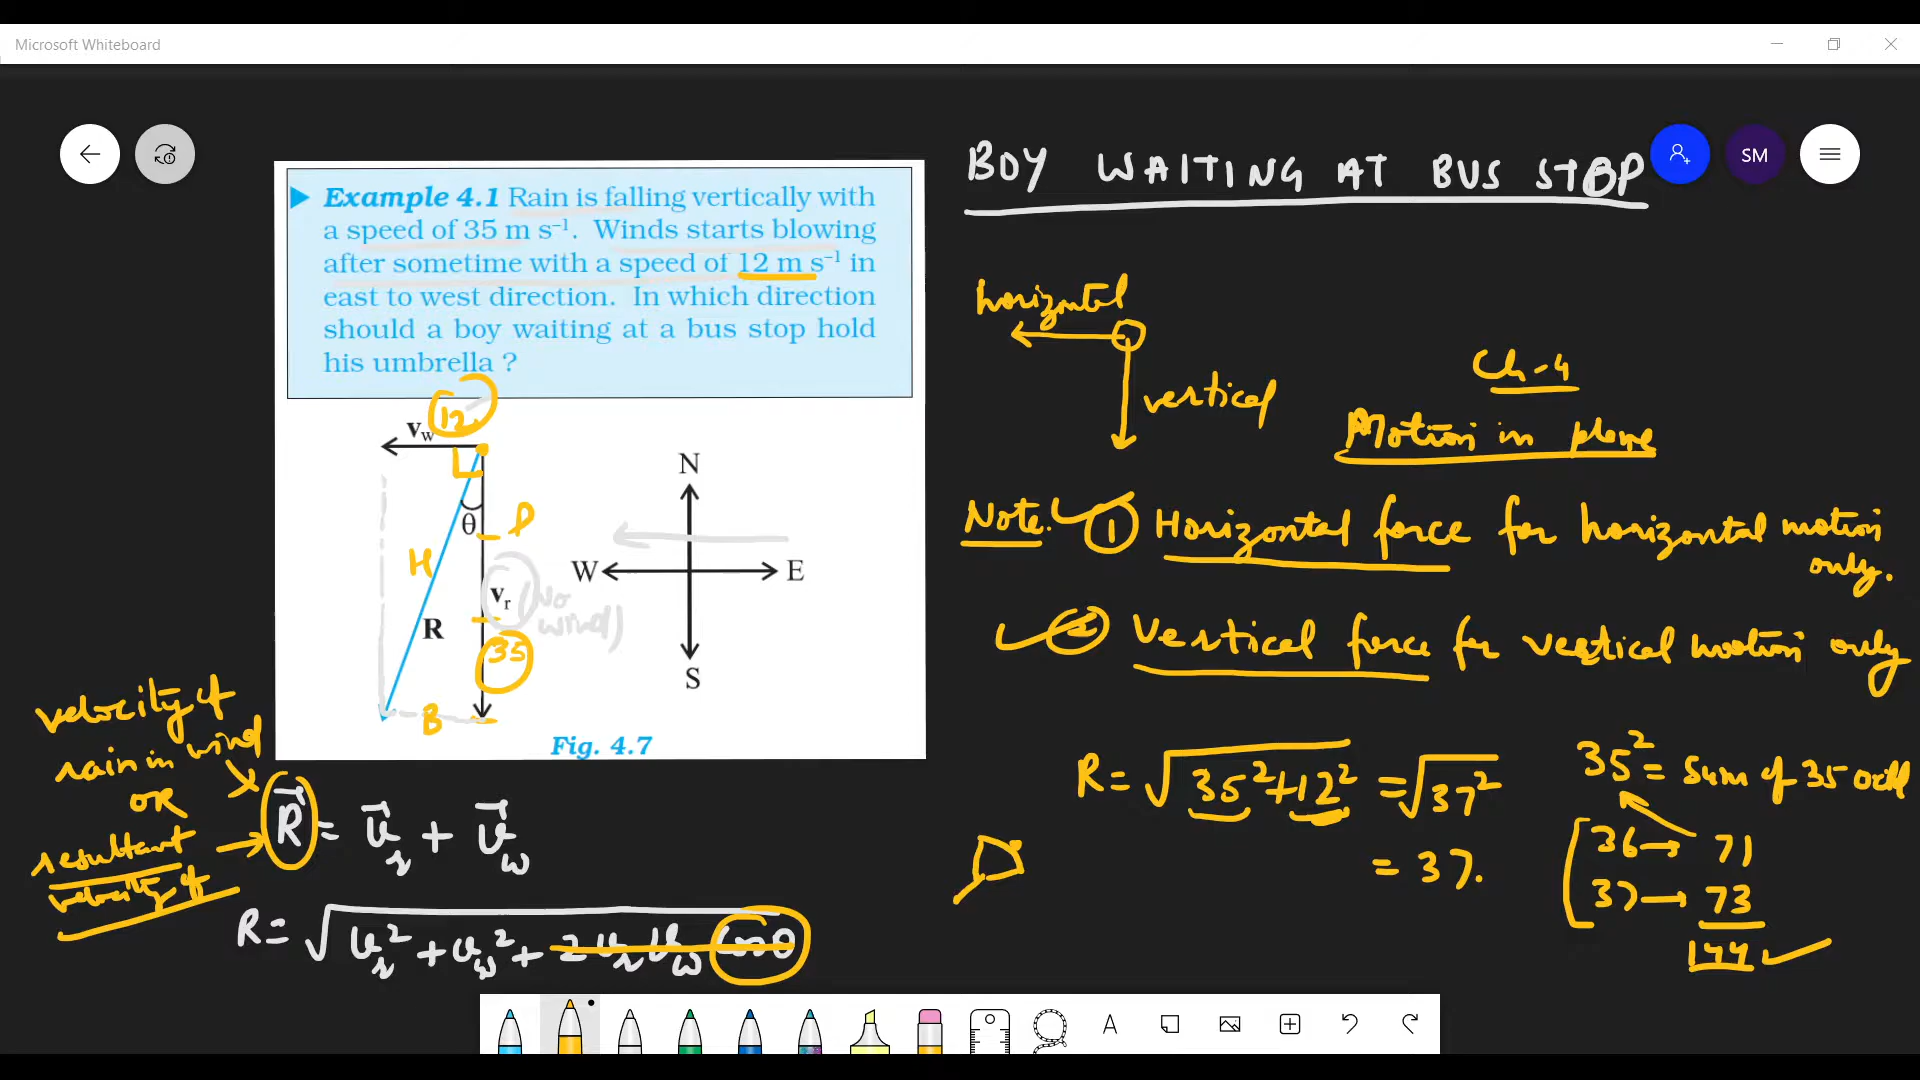 Microsoft Whiteboard
BOY WAITING AT BUS STOP
SM
Example 4.1 Rain is falling vertically with
a speed of 35 m s⁻¹. Winds starts blowing
after sometime with a speed of 12 m s⁻¹ in
east to west direction. In which direction
should a boy waiting at a bus stop hold
his umbrella ?
12
v_w
θ
P
H
v_r
(No
wind)
R
35
B
N
W
E
S
Fig. 4.7
horizontal
vertical
Ch-4
Motion in plane
Note. ① Horizontal force for horizontal motion
only.
② Vertical force for vertical motion only
velocity of
rain in wind
OR
resultant
velocity of
R⃗ = v⃗_r + v⃗_w
R = √v_r² + v_w² + 2 v_r v_w Cos θ
R = √35² + 12² = √37²
= 37.
35² = Sum of 35 odd
36 → 71
37 → 73
144
A